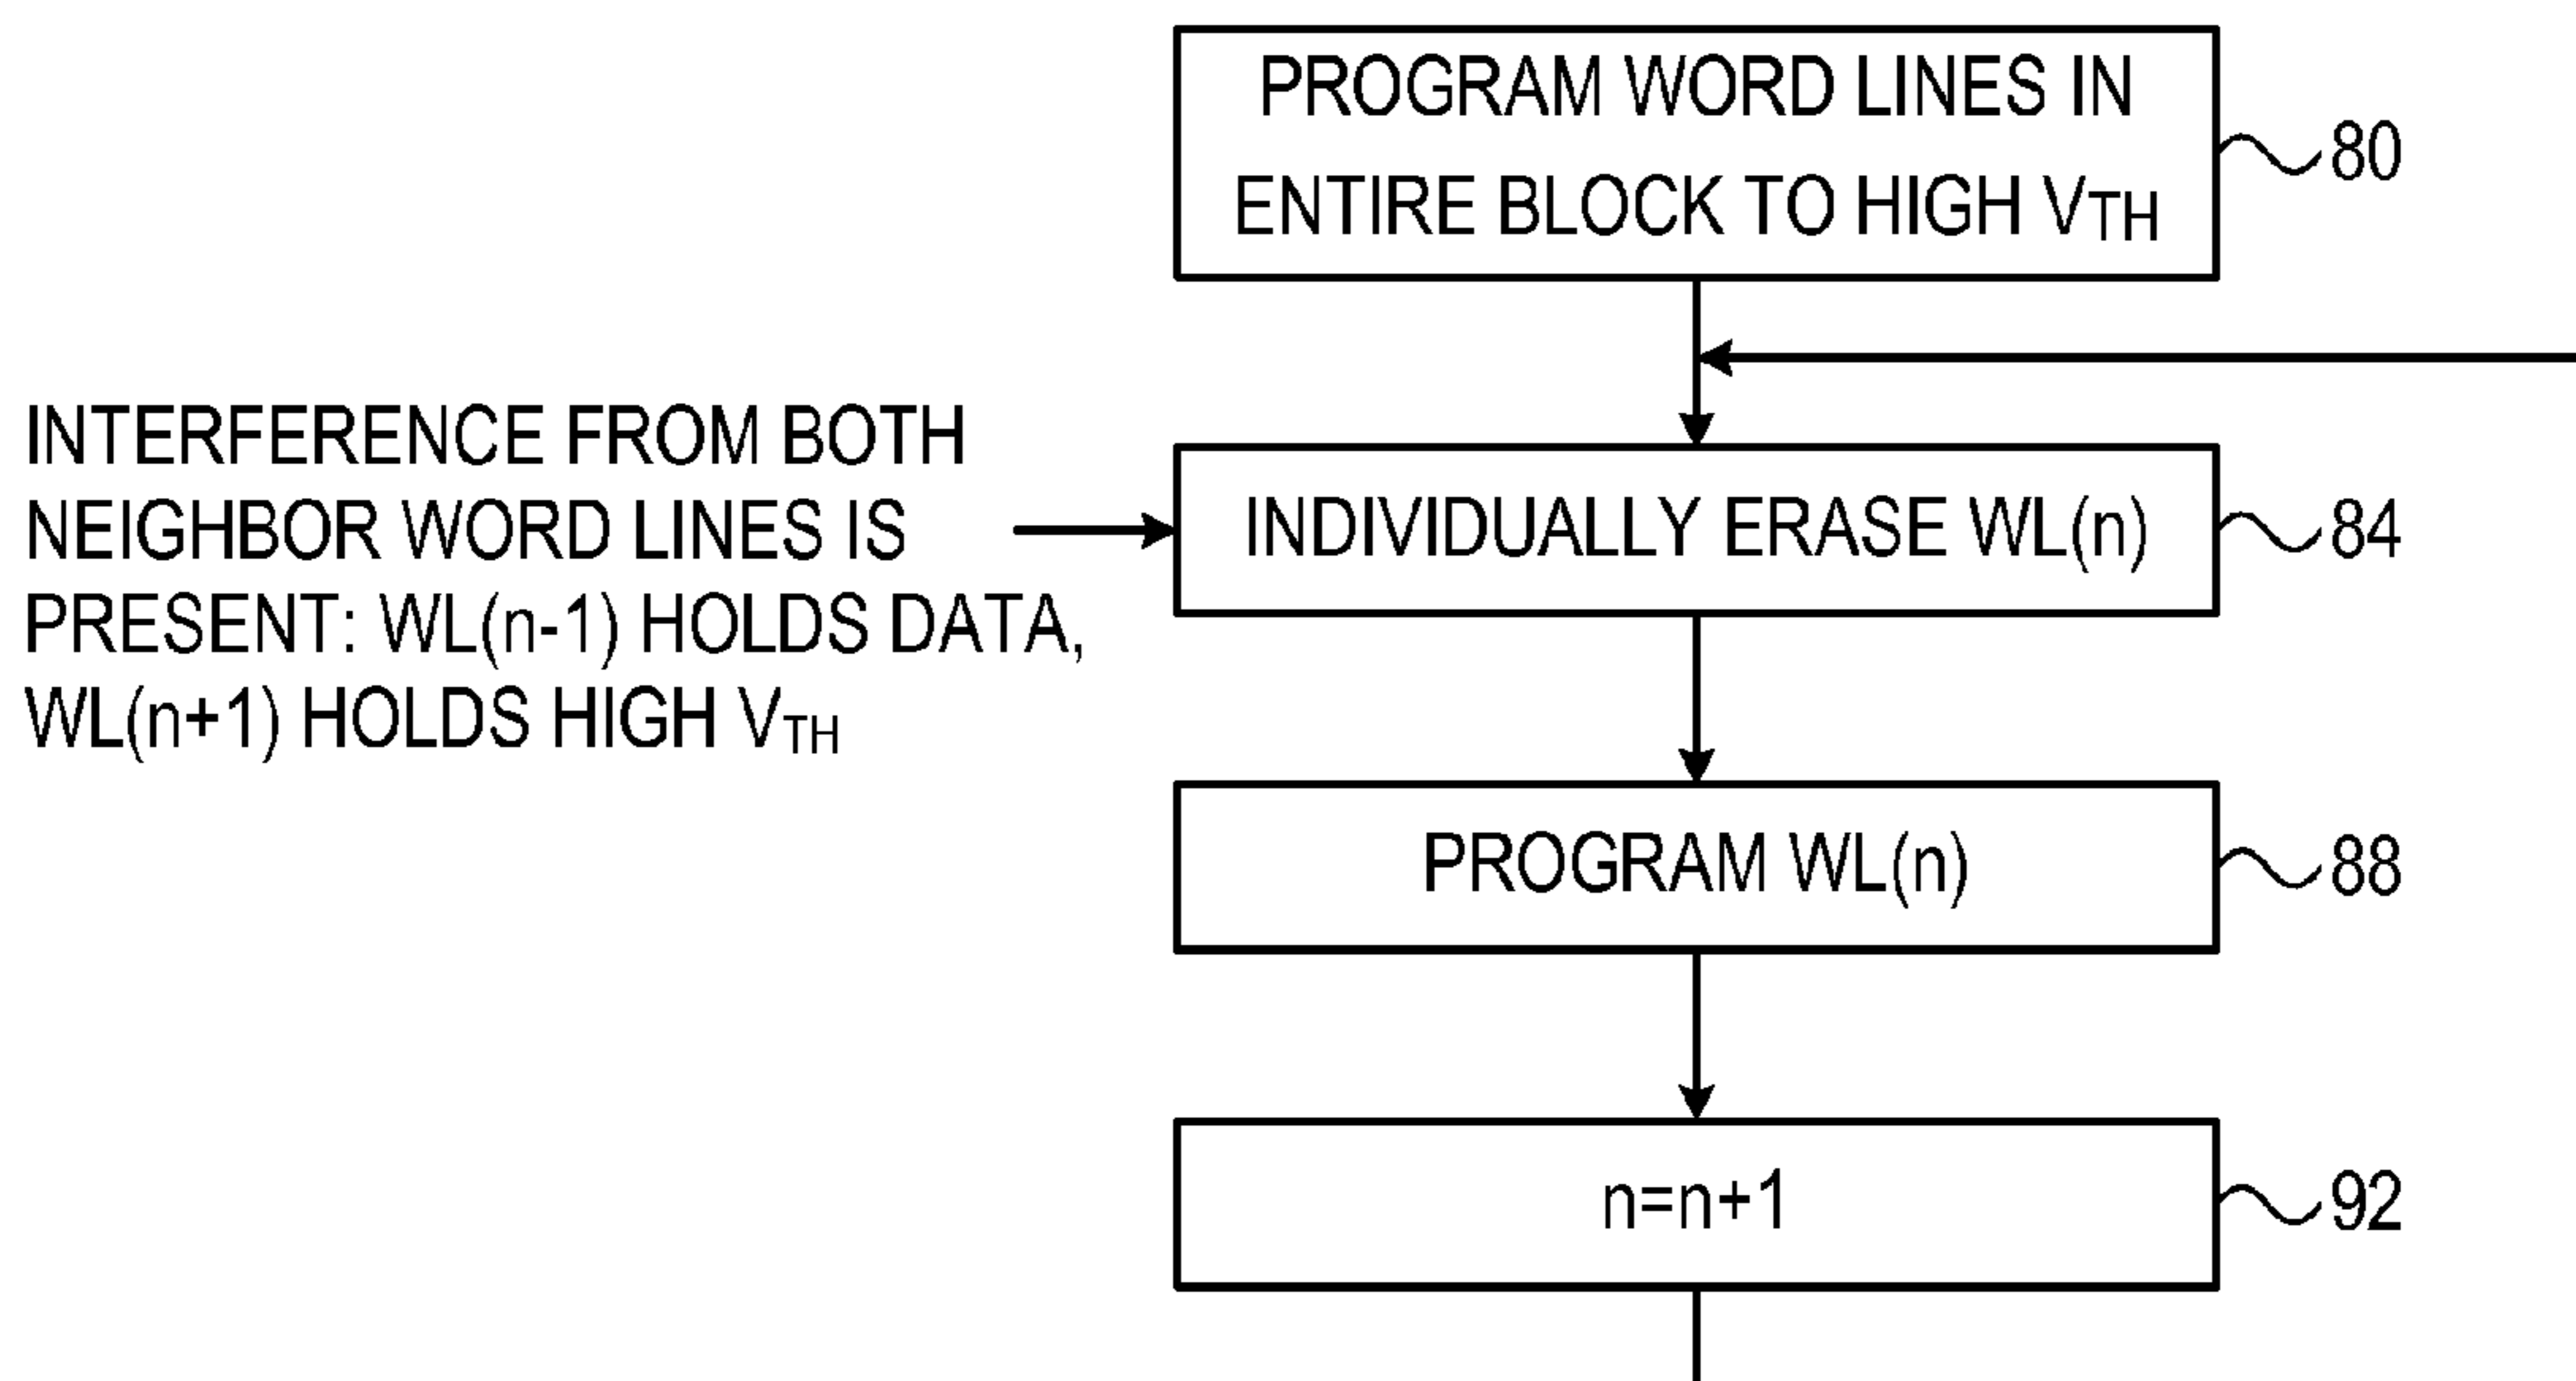 PROGRAM WORD LINES IN
ENTIRE BLOCK TO HIGH VTH
80
INTERFERENCE FROM BOTH
NEIGHBOR WORD LINES IS
PRESENT: WL(n-1) HOLDS DATA,
WL(n+1) HOLDS HIGH VTH
INDIVIDUALLY ERASE WL(n)
84
PROGRAM WL(n)
88
n=n+1
92